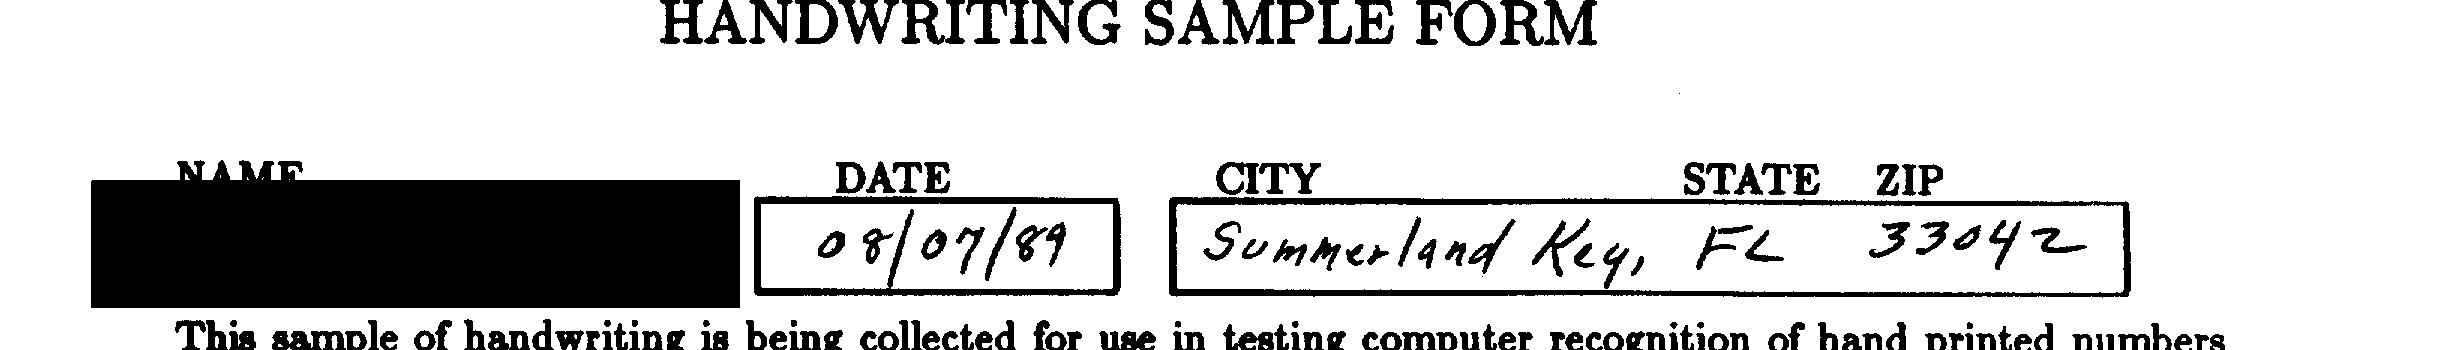 HANDWRITING SAMPLE FORM
NAME DATE CITY STATE ZIP
08/07/89 Summerland Key, FL 33042
This sample of handwriting is being collected for use in testing computer recognition of hand printed numbers